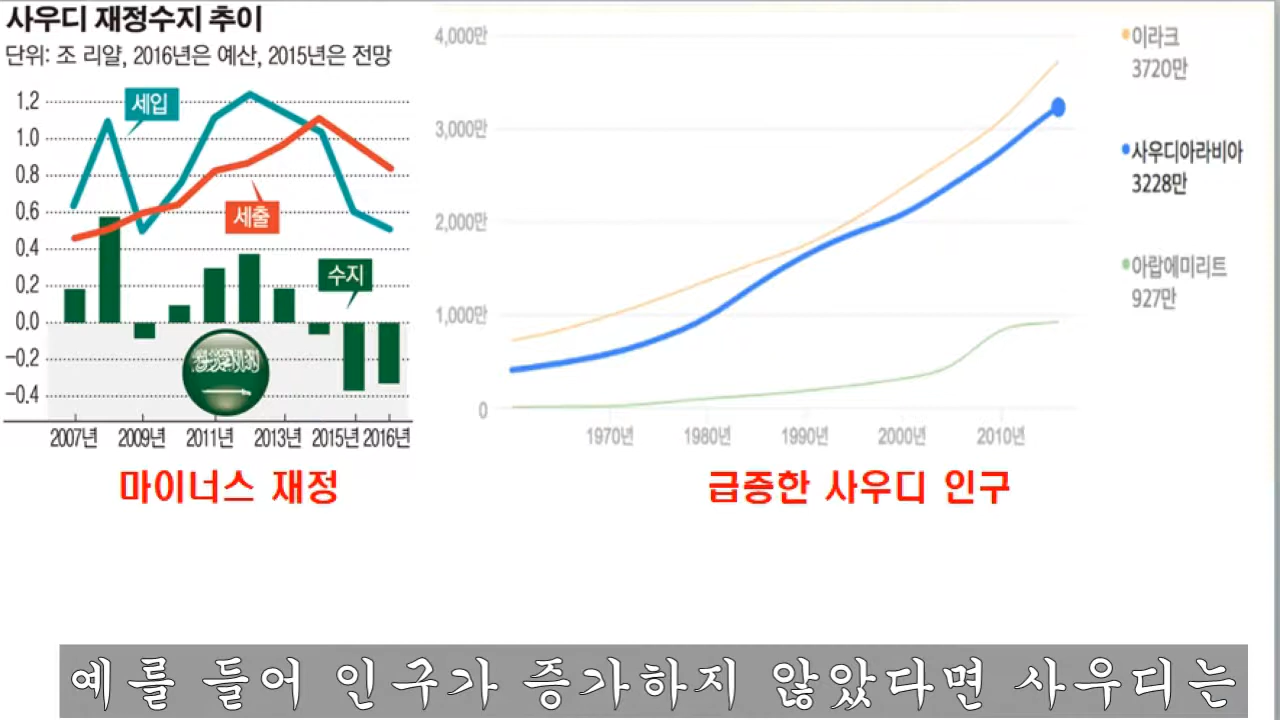 사우디 재정수지 추이
단위: 조 리얄, 2016년은 예산, 2015년은 전망
세입
세출
수지
1.2
1.0
0.8
0.6
0.4
0.2
0.0
-0.2
-0.4
2007년 2009년 2011년 2013년 2015년 2016년
마이너스 재정
4,000만
3,000만
2,000만
1,000만
0
1970년 1980년 1990년 2000년 2010년
이라크
3720만
사우디아라비아
3228만
아랍에미리트
927만
급증한 사우디 인구
예를 들어 인구가 증가하지 않았다면 사우디는